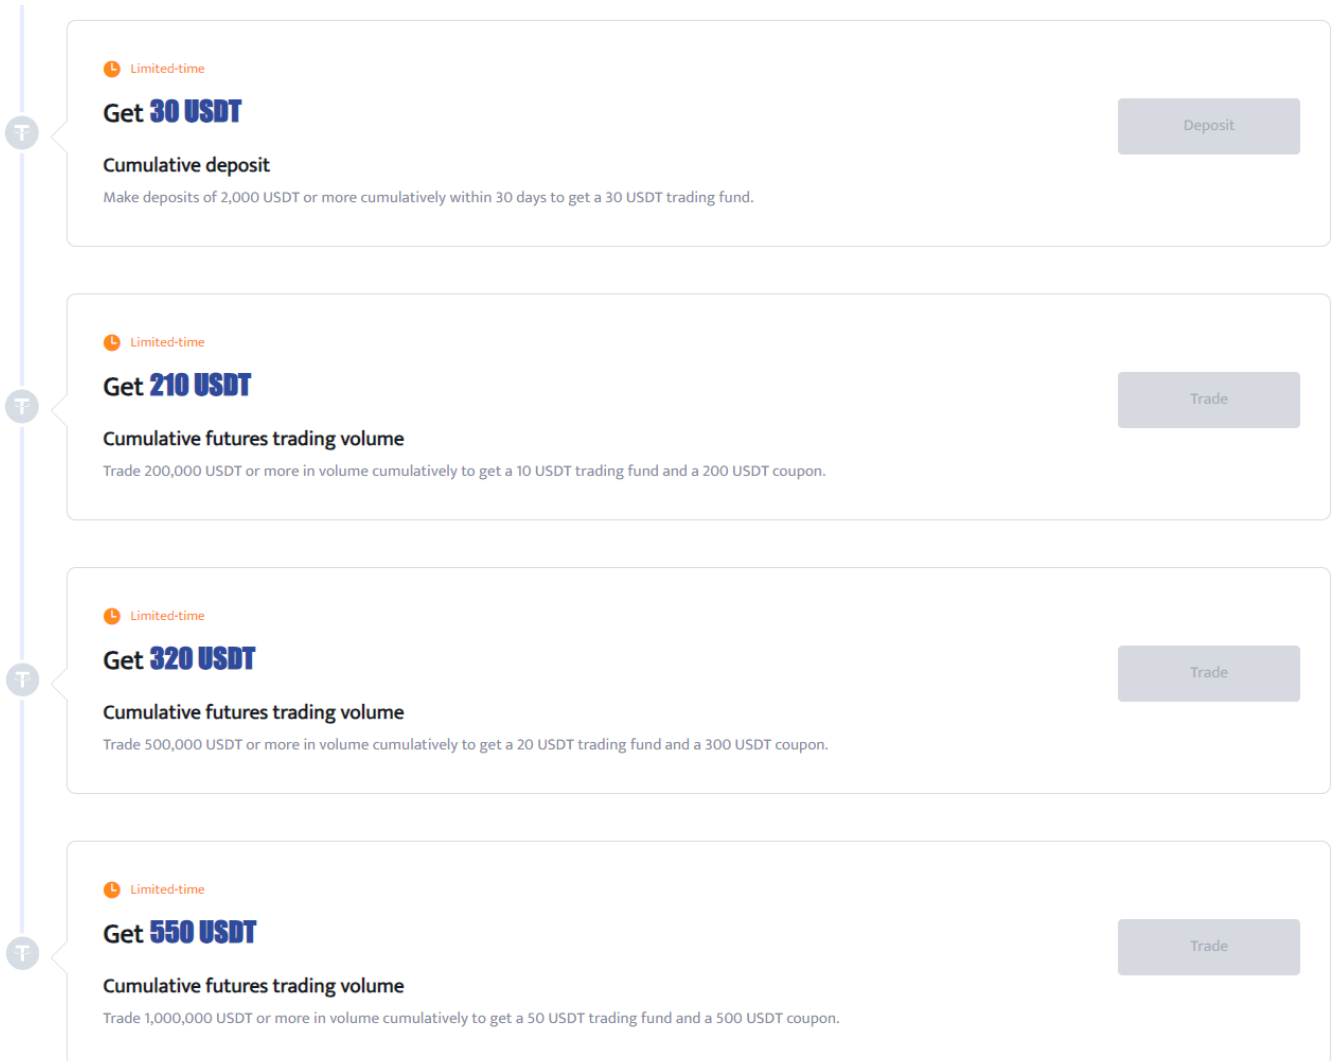 Limited-time
Get 30 USDT
Deposit
Cumulative deposit
Make deposits of 2,000 USDT or more cumulatively within 30 days to get a 30 USDT trading fund.
Limited-time
Get 210 USDT
Trade
Cumulative futures trading volume
Trade 200,000 USDT or more in volume cumulatively to get a 10 USDT trading fund and a 200 USDT coupon.
Limited-time
Get 320 USDT
Trade
Cumulative futures trading volume
Trade 500,000 USDT or more in volume cumulatively to get a 20 USDT trading fund and a 300 USDT coupon.
Limited-time
Get 550 USDT
Trade
Cumulative futures trading volume
Trade 1,000,000 USDT or more in volume cumulatively to get a 50 USDT trading fund and a 500 USDT coupon.